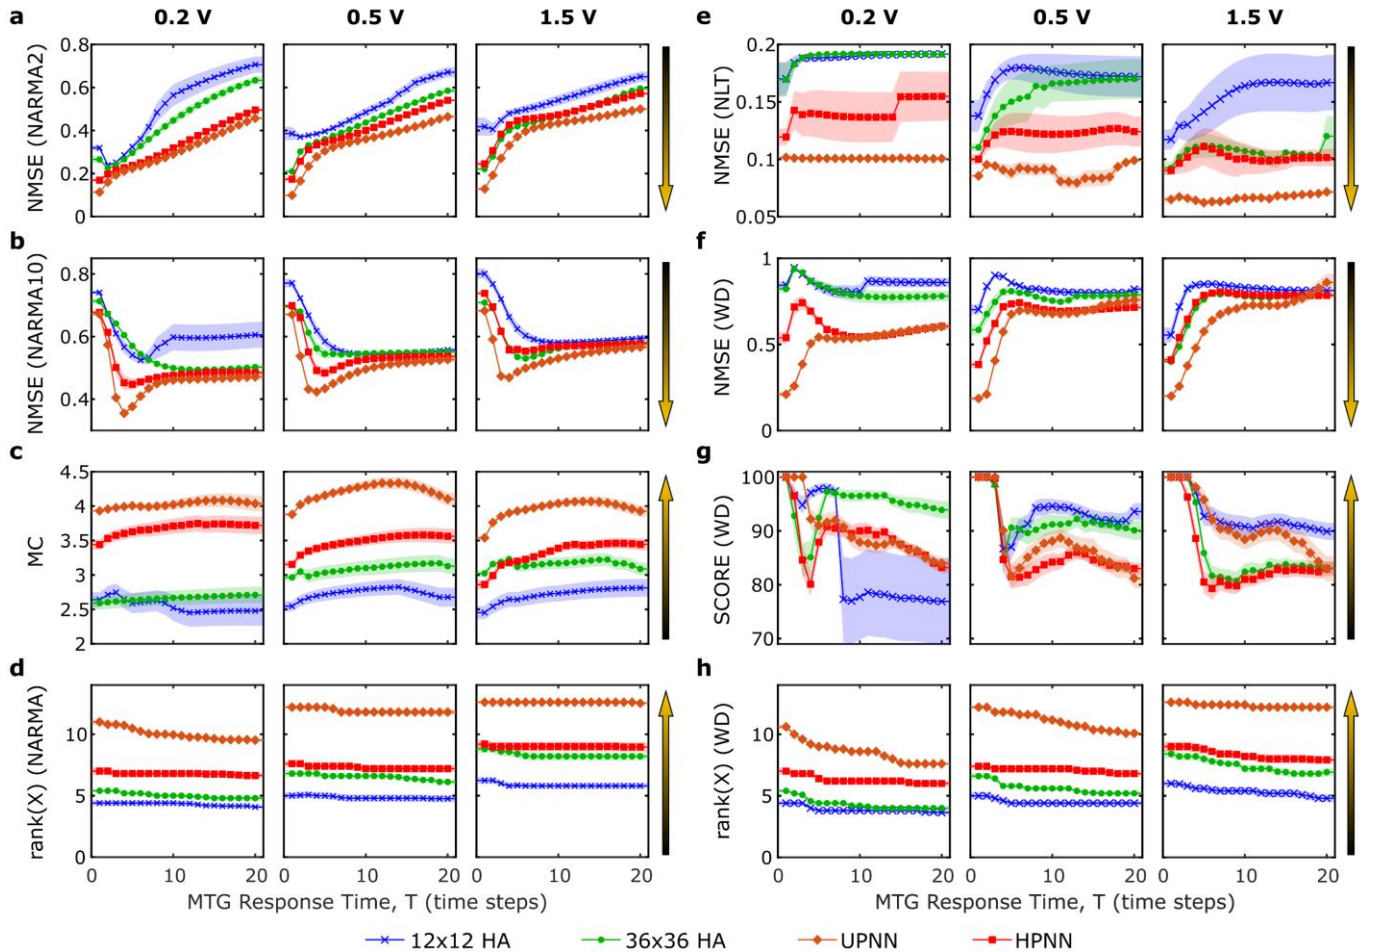 a 0.2 V 0.5 V 1.5 V
NMSE (NARMA2)
0.8
0.6
0.4
0.2
0
b
NMSE (NARMA10)
0.8
0.6
0.4
c
MC
4.5
4
3.5
3
2.5
2
d
rank(X) (NARMA)
10
5
0
0 10 20 0 10 20 0 10 20
MTG Response Time, T (time steps)
e 0.2 V 0.5 V 1.5 V
NMSE (NLT)
0.2
0.15
0.1
0.05
f
NMSE (WD)
1
0.5
0
g
SCORE (WD)
100
90
80
70
h
rank(X) (WD)
10
5
0
0 10 20 0 10 20 0 10 20
MTG Response Time, T (time steps)
12x12 HA 36x36 HA UPNN HPNN